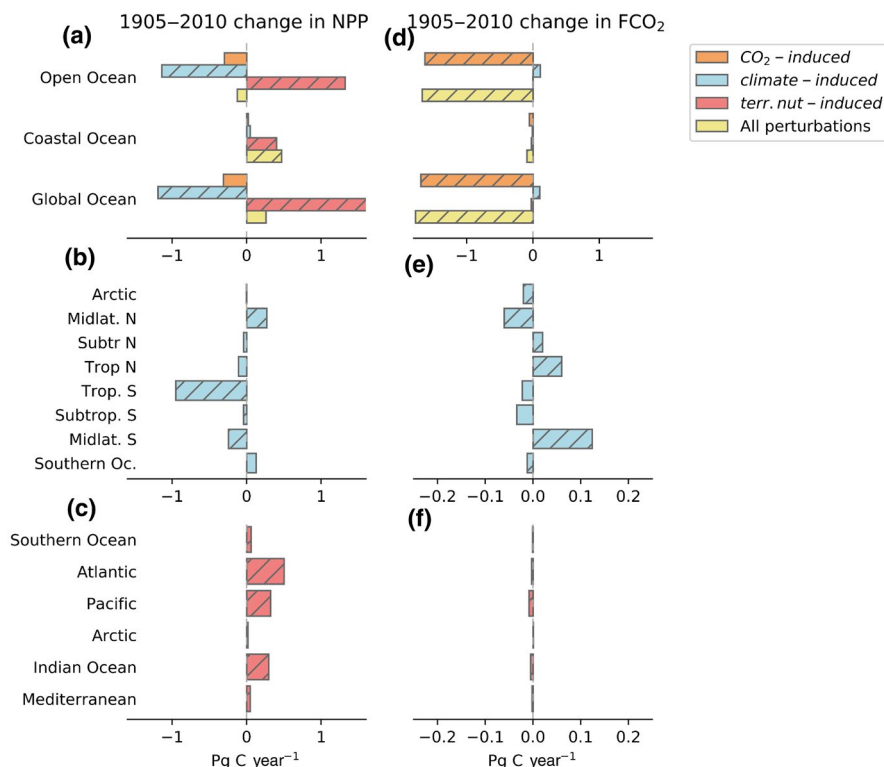 1905–2010 change in NPP
1905–2010 change in FCO₂
(a)
Open Ocean
Coastal Ocean
Global Ocean
−1 0 1
(d)
−1 0 1
CO₂ − induced
climate − induced
terr. nut − induced
All perturbations
(b)
Arctic
Midlat. N
Subtr N
Trop N
Trop. S
Subtrop. S
Midlat. S
Southern Oc.
−1 0 1
(e)
−0.2 −0.1 0.0 0.1 0.2
(c)
Southern Ocean
Atlantic
Pacific
Arctic
Indian Ocean
Mediterranean
−1 0 1
Pg C year⁻¹
(f)
−0.2 −0.1 0.0 0.1 0.2
Pg C year⁻¹